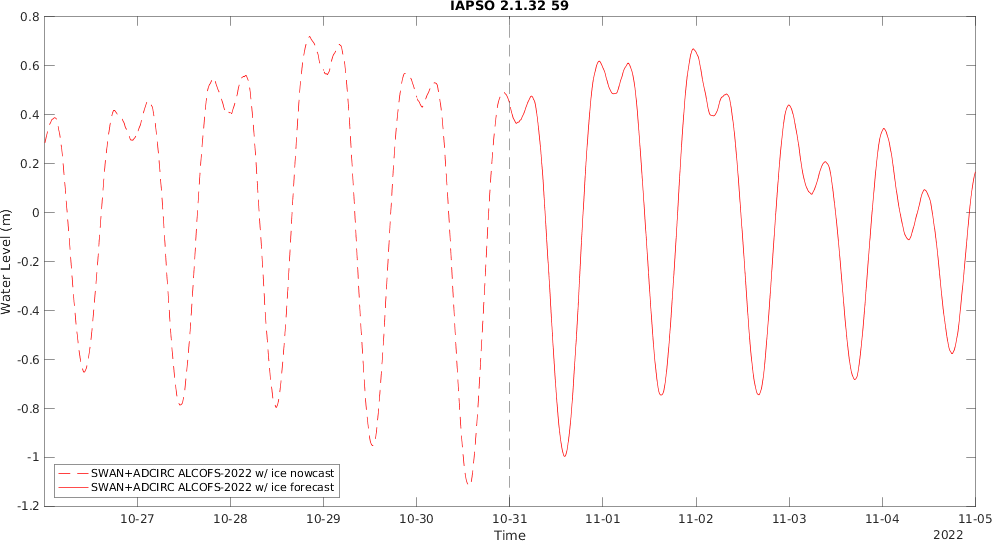 IAPSO 2.1.32 59
Water Level (m)
0.8
0.6
0.4
0.2
0
-0.2
-0.4
-0.6
-0.8
-1
-1.2
SWAN+ADCIRC ALCOFS-2022 w/ ice nowcast
SWAN+ADCIRC ALCOFS-2022 w/ ice forecast
10-27 10-28 10-29 10-30 10-31 11-01 11-02 11-03 11-04 11-05
Time
2022